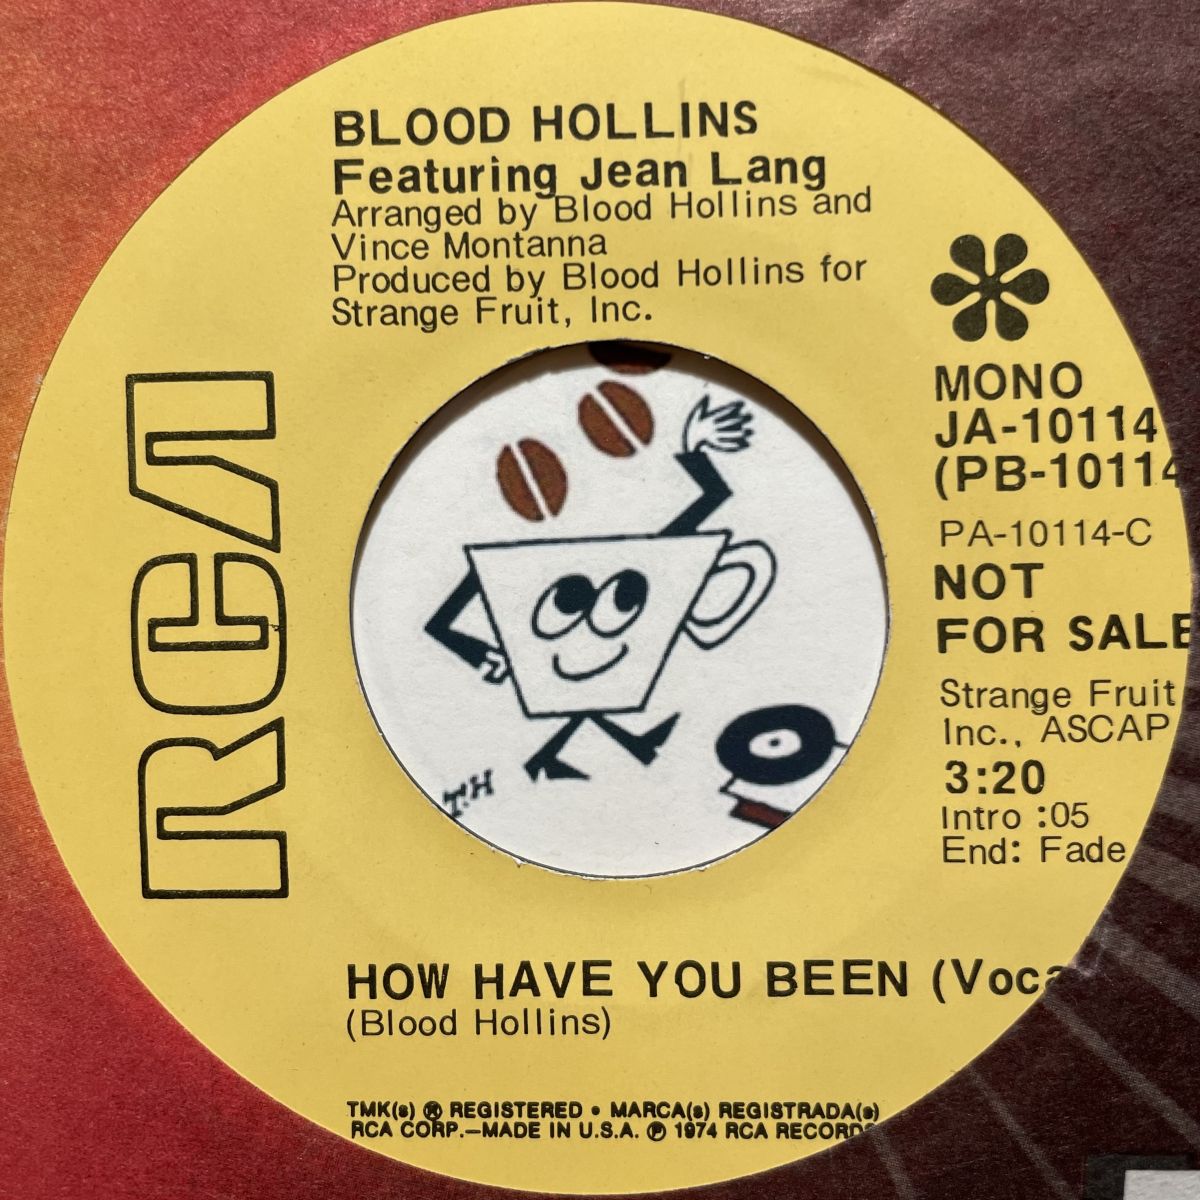 BLOOD HOLLINS
Featuring Jean Lang
Arranged by Blood Hollins and
Vince Montanna
Produced by Blood Hollins for
Strange Fruit, Inc.
RCA
MONO
JA-10114
(PB-10114
PA-10114-C
NOT
FOR SALE
Strange Fruit
Inc., ASCAP
3:20
Intro :05
End: Fade
T.H
HOW HAVE YOU BEEN (Voca
(Blood Hollins)
TMK(s) ® REGISTERED • MARCA(s) REGISTRADA(s)
RCA CORP.—MADE IN U.S.A. ℗ 1974 RCA RECORDS